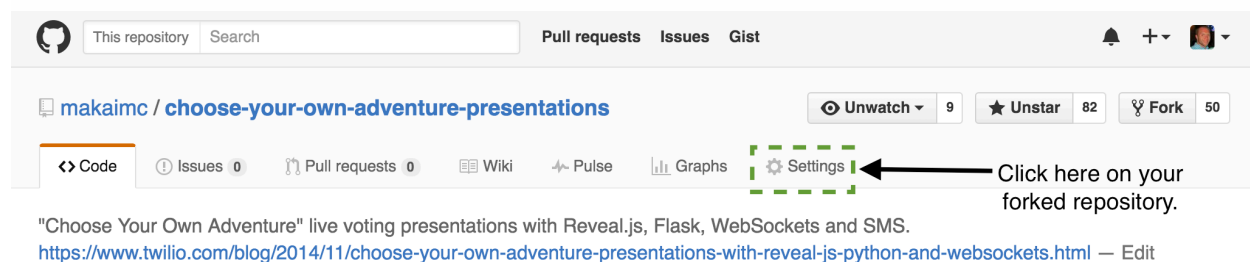 This repository Search Pull requests Issues Gist
makaimc / choose-your-own-adventure-presentations Unwatch 9 Unstar 82 Fork 50
Code Issues 0 Pull requests 0 Wiki Pulse Graphs Settings
Click here on your
forked repository.
"Choose Your Own Adventure" live voting presentations with Reveal.js, Flask, WebSockets and SMS.
https://www.twilio.com/blog/2014/11/choose-your-own-adventure-presentations-with-reveal-js-python-and-websockets.html — Edit